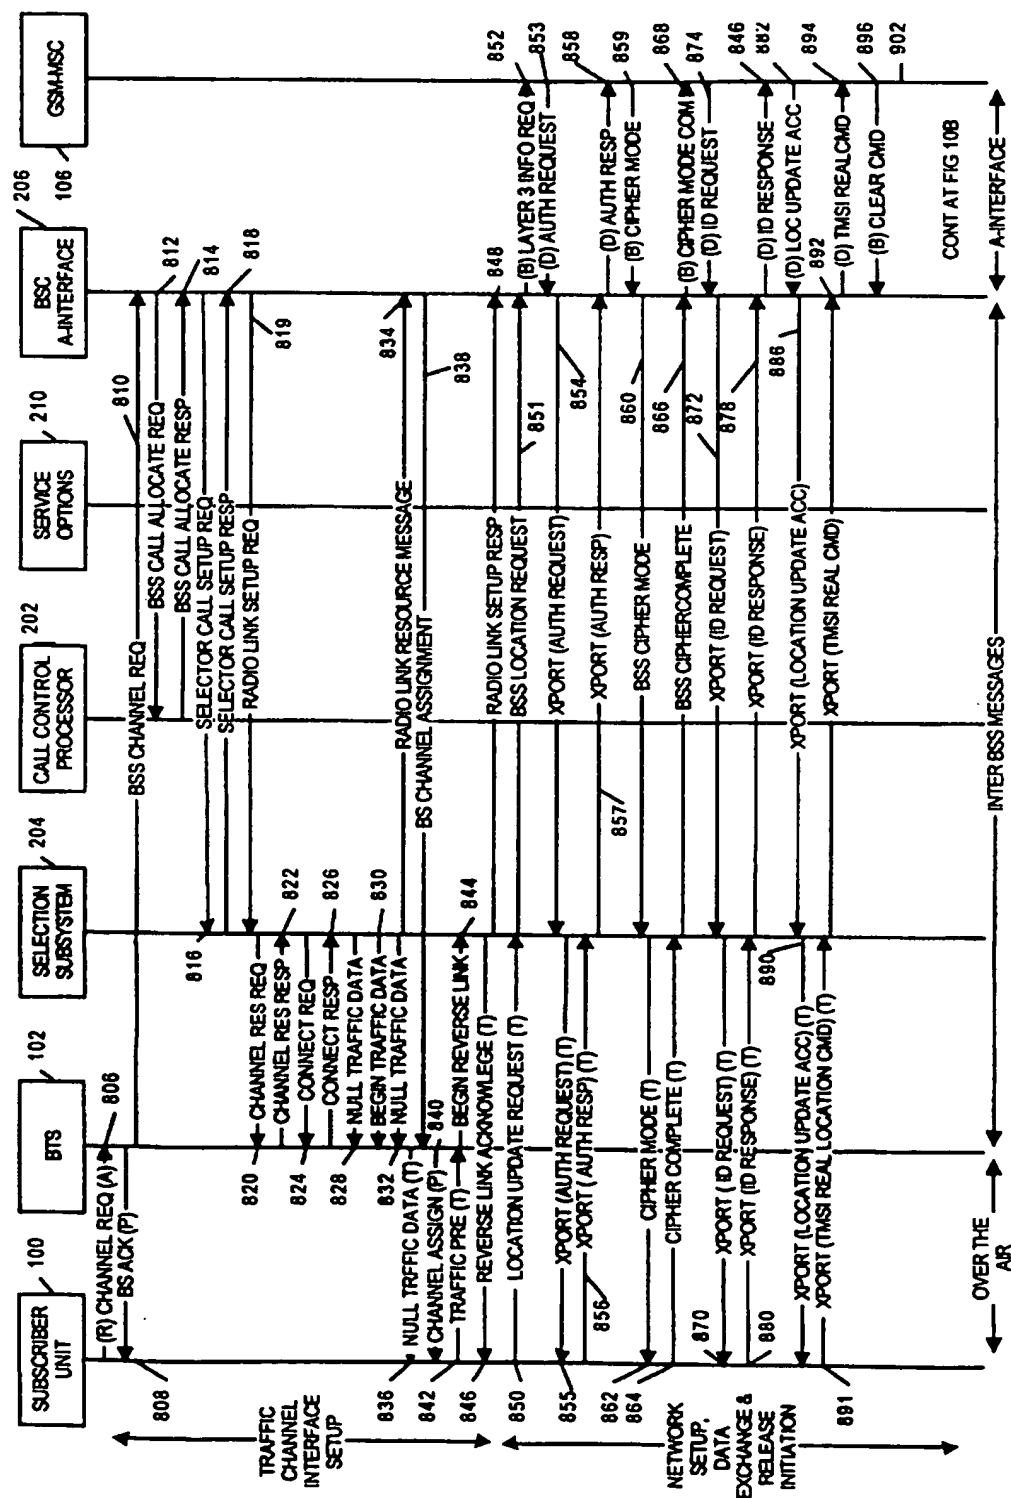 SUBSCRIBER
UNIT
100
BTS
102
SELECTION
SUBSYSTEM
204
CALL CONTROL
PROCESSOR
202
SERVICE
OPTIONS
210
BSC
A-INTERFACE
206
GSM-MSC
106
TRAFFIC
CHANNEL
INTERFACE
SETUP
(R) CHANNEL REQ (A)
806
BS ACK (P)
808
BSS CHANNEL REQ
810
BSS CALL ALLOCATE REQ
812
BSS CALL ALLOCATE RESP
814
SELECTOR CALL SETUP REQ
816
SELECTOR CALL SETUP RESP
818
RADIO LINK SETUP REQ
819
CHANNEL RES REQ
820
CHANNEL RES RESP
822
CONNECT REQ
824
CONNECT RESP
826
NULL TRAFFIC DATA
828
BEGIN TRAFFIC DATA
830
NULL TRAFFIC DATA
832
RADIO LINK RESOURCE MESSAGE
834
NULL TRFFIC DATA (T)
836
BS CHANNEL ASSIGNMENT
838
CHANNEL ASSIGN (P)
840
TRAFFIC PRE (T)
842
BEGIN REVERSE LINK
844
REVERSE LINK ACKNOWLEGE (T)
846
RADIO LINK SETUP RESP
848
NETWORK
SETUP,
DATA
EXCHANGE &
RELEASE
INITIATION
LOCATION UPDATE REQUEST (T)
850
BSS LOCATION REQUEST
851
(B) LAYER 3 INFO REQ
852
(D) AUTH REQUEST
853
XPORT (AUTH REQUEST)
854
XPORT (AUTH REQUEST) (T)
855
XPORT ( AUTH RESP) (T)
856
XPORT (AUTH RESP)
857
(D) AUTH RESP
858
(B) CIPHER MODE
859
BSS CIPHER MODE
860
CIPHER MODE (T)
862
CIPHER COMPLETE (T)
864
BSS CIPHERCOMPLETE
866
(B) CIPHER MODE COM
868
(D) ID REQUEST
874
XPORT (ID REQUEST)
872
XPORT ( ID REQUEST) (T)
870
XPORT (ID RESPONSE) (T)
880
XPORT (ID RESPONSE)
878
(D) ID RESPONSE
846
(D) LOC UPDATE ACC
882
XPORT (LOCATION UPDATE ACC)
886
XPORT (LOCATION UPDATE ACC) (T)
890
XPORT (TMSI REAL LOCATION CMD) (T)
891
XPORT (TMSI REAL CMD)
892
(D) TMSI REALCMD
894
(B) CLEAR CMD
896
902
CONT AT FIG 10B
OVER THE
AIR
INTER BSS MESSAGES
A-INTERFACE